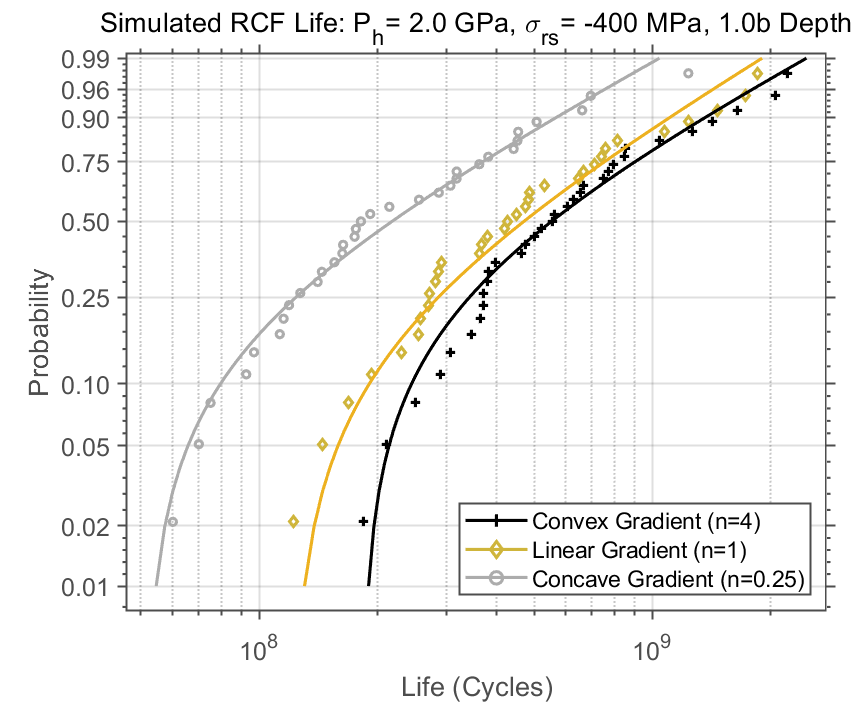 Simulated RCF Life: Ph= 2.0 GPa, σrs= -400 MPa, 1.0b Depth
0.99
0.96
0.90
0.75
0.50
0.25
0.10
0.05
0.02
0.01
Probability
Convex Gradient (n=4)
Linear Gradient (n=1)
Concave Gradient (n=0.25)
10^8
10^9
Life (Cycles)